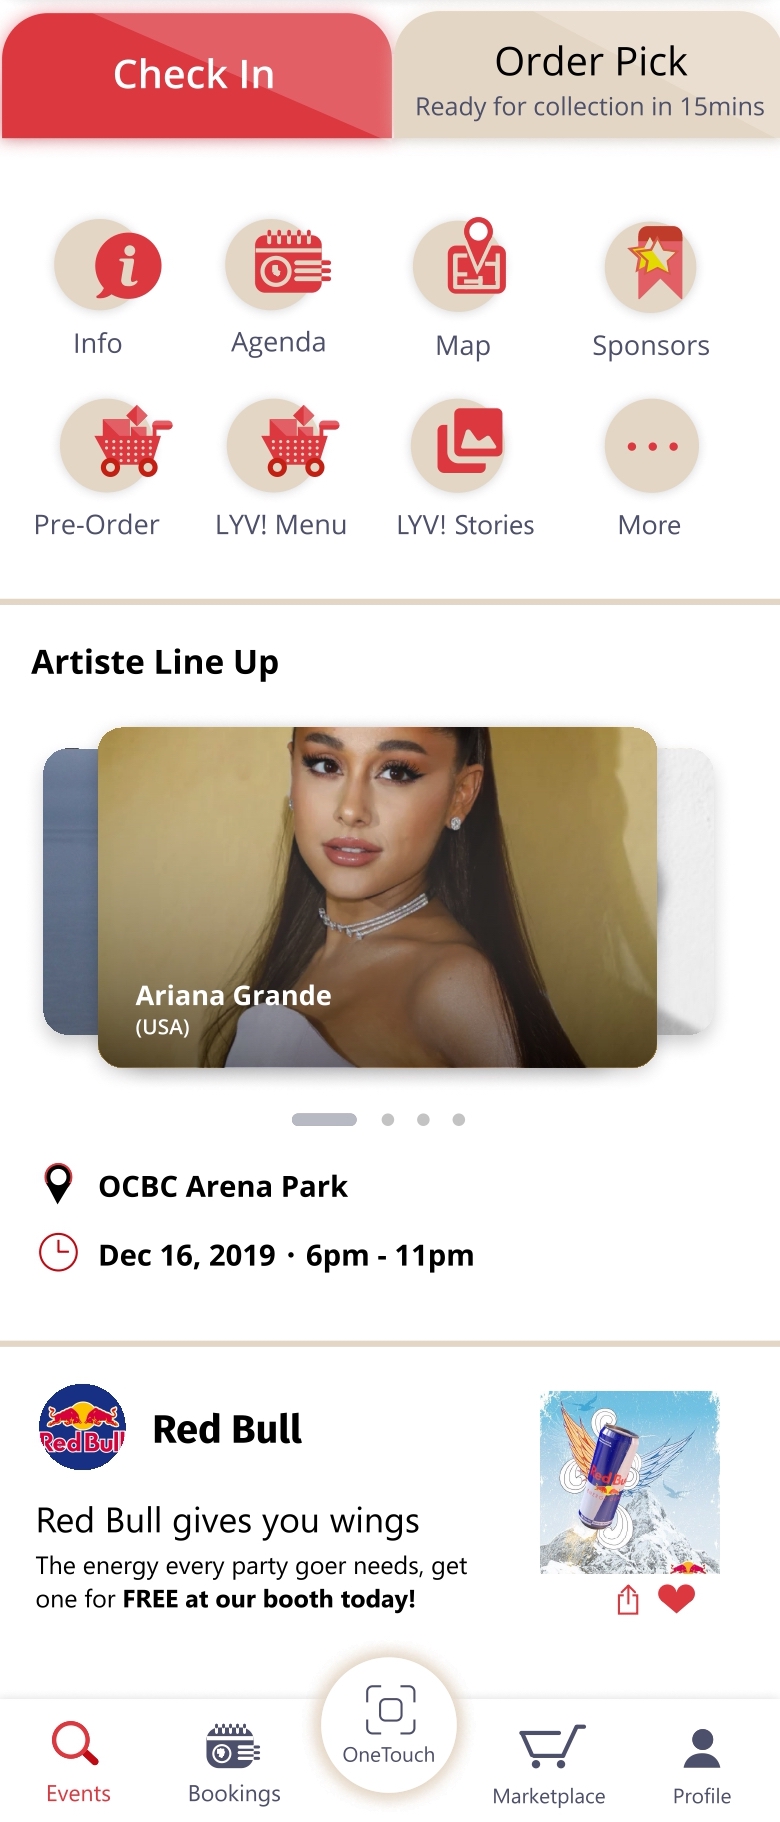 Check In
Order Pick
Ready for collection in 15mins
Info
Agenda
Map
Sponsors
Pre-Order
LYV! Menu
LYV! Stories
More
Artiste Line Up
Ariana Grande
(USA)
OCBC Arena Park
Dec 16, 2019 · 6pm - 11pm
Red Bull
Red Bull
Red Bull gives you wings
The energy every party goer needs, get
one for FREE at our booth today!
Red Bull
OneTouch
Events
Bookings
Marketplace
Profile